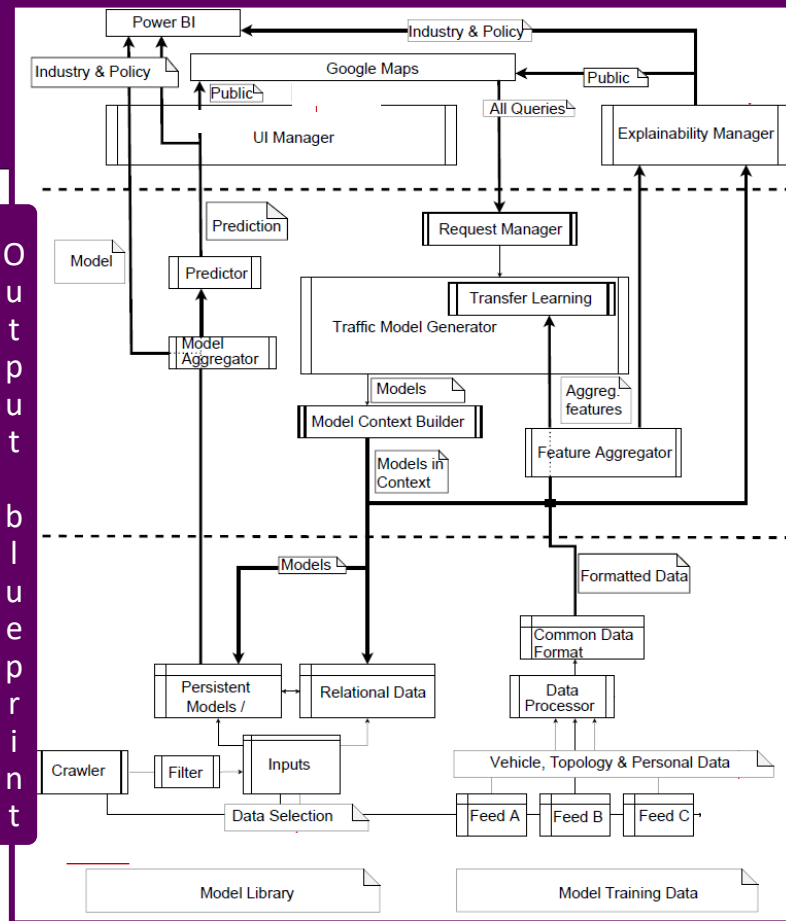 Output blueprint
Power BI
Industry & Policy
Industry & Policy
Google Maps
Public
Public
All Queries
UI Manager
Explainability Manager
Prediction
Request Manager
Model
Predictor
Transfer Learning
Traffic Model Generator
Model
Aggregator
Models
Aggreg.
features
Model Context Builder
Feature Aggregator
Models in
Context
Models
Formatted Data
Common Data
Format
Persistent
Models /
Relational Data
Data
Processor
Crawler
Filter
Inputs
Vehicle, Topology & Personal Data
Data Selection
Feed A
Feed B
Feed C
Model Library
Model Training Data